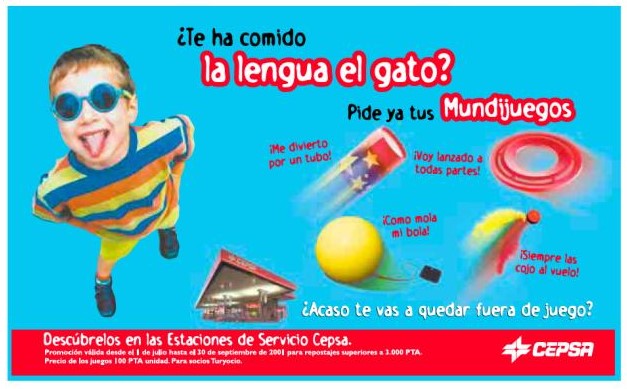 ¿Te ha comido
la lengua el gato?
Pide ya tus Mundijuegos
¡Me divierto
por un tubo!
¡Voy lanzado a
todas partes!
¡Como mola
mi bola!
¡Siempre las
cojo al vuelo!
¿Acaso te vas a quedar fuera de juego?
Descúbrelos en las Estaciones de Servicio Cepsa.
Promoción válida desde el 1 de julio hasta el 30 de septiembre de 2001 para repostajes superiores a 3.000 PTA.
Precio de los juegos 100 PTA unidad. Para socios Turyocio.
CEPSA